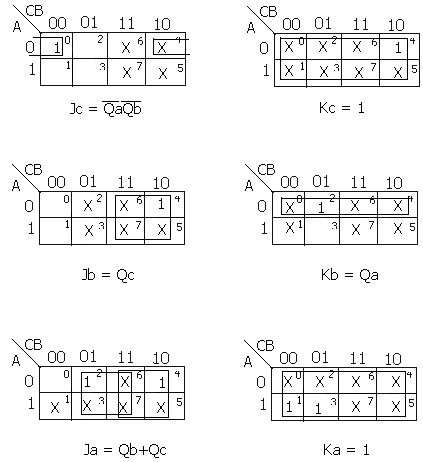 CB
A 00 01 11 10
0 1 0 2 X 6 X 4
1 1 3 X 7 X 5
Jc = Q̅a̅Q̅b̅
CB
A 00 01 11 10
0 X 0 X 2 X 6 1 4
1 X 1 X 3 X 7 X 5
Kc = 1
CB
A 00 01 11 10
0 0 X 2 X 6 1 4
1 1 X 3 X 7 X 5
Jb = Qc
CB
A 00 01 11 10
0 X 0 1 2 X 6 X 4
1 X 1 3 X 7 X 5
Kb = Qa
CB
A 00 01 11 10
0 0 1 2 X 6 1 4
1 X 1 X 3 X 7 X 5
Ja = Qb+Qc
CB
A 00 01 11 10
0 X 0 X 2 X 6 X 4
1 1 1 1 3 X 7 X 5
Ka = 1